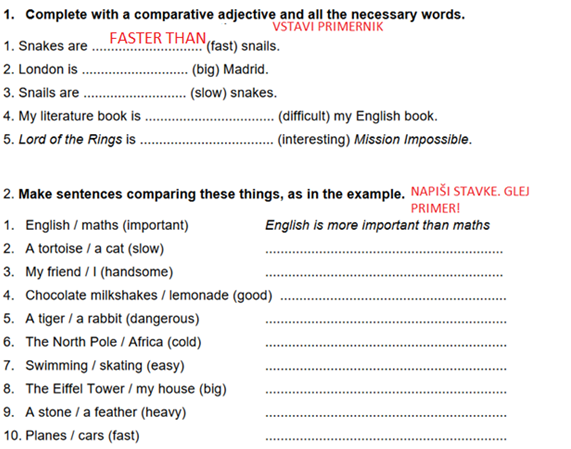 1. Complete with a comparative adjective and all the necessary words.
VSTAVI PRIMERNIK
1. Snakes are .............................. (fast) snails.
FASTER THAN
2. London is ............................ (big) Madrid.
3. Snails are ........................... (slow) snakes.
4. My literature book is .................................. (difficult) my English book.
5. Lord of the Rings is ................................... (interesting) Mission Impossible.
2. Make sentences comparing these things, as in the example. NAPIŠI STAVKE. GLEJ
PRIMER!
1. English / maths (important) English is more important than maths
2. A tortoise / a cat (slow) ...............................................................
3. My friend / I (handsome) ...............................................................
4. Chocolate milkshakes / lemonade (good) ............................................................
5. A tiger / a rabbit (dangerous) ................................................................
6. The North Pole / Africa (cold) ................................................................
7. Swimming / skating (easy) ................................................................
8. The Eiffel Tower / my house (big) ................................................................
9. A stone / a feather (heavy) ................................................................
10. Planes / cars (fast) ................................................................